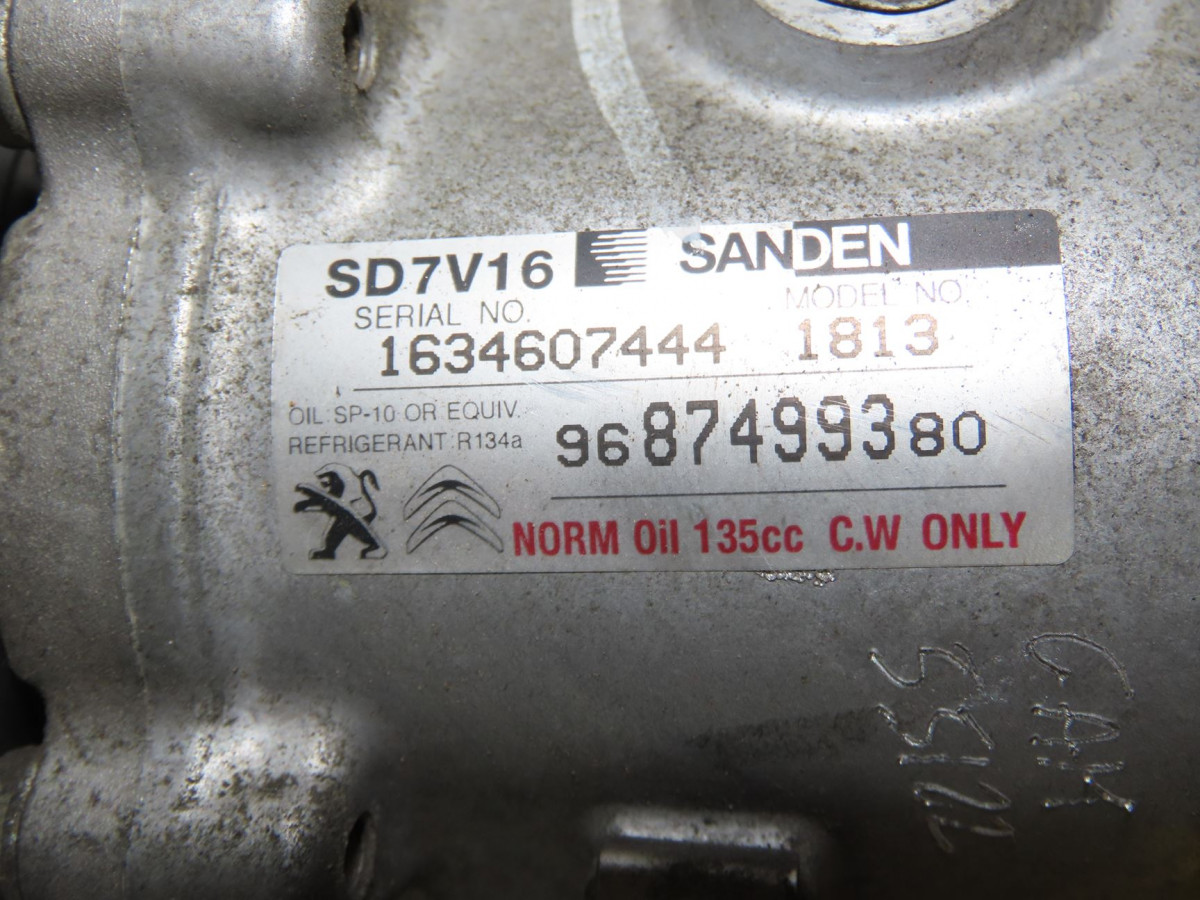 SD7V16 SANDEN
SERIAL NO. MODEL NO.
1634607444 1813
OIL SP-10 OR EQUIV.
REFRIGERANT R134a
9687499380
NORM Oil 135cc C.W ONLY